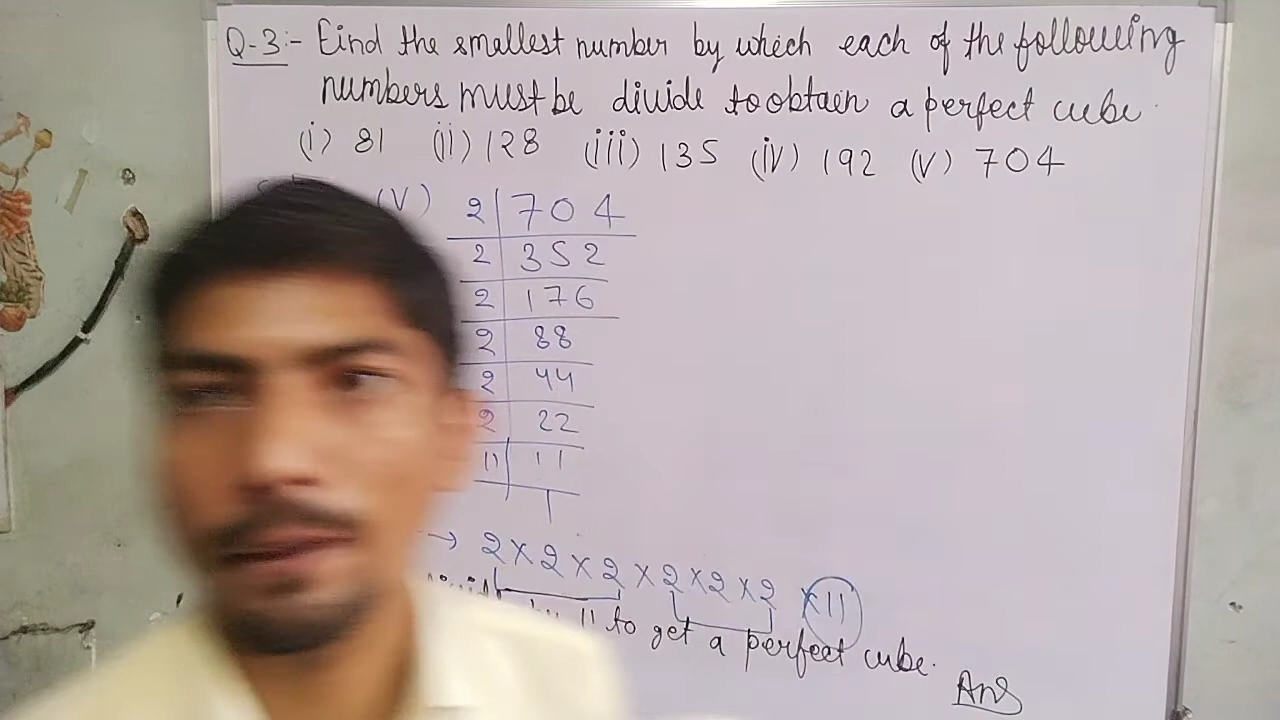 Q-3:- Find the smallest number by which each of the following
numbers must be divide to obtain a perfect cube.
(i) 81 (ii) 128 (iii) 135 (iv) 192 (v) 704
(V) 2 | 704
2 | 352
2 | 176
2 | 88
2 | 44
2 | 22
11 | 11
1
→ 2×2×2×2×2×2 ×11
by 11 to get a perfect cube.
Ans